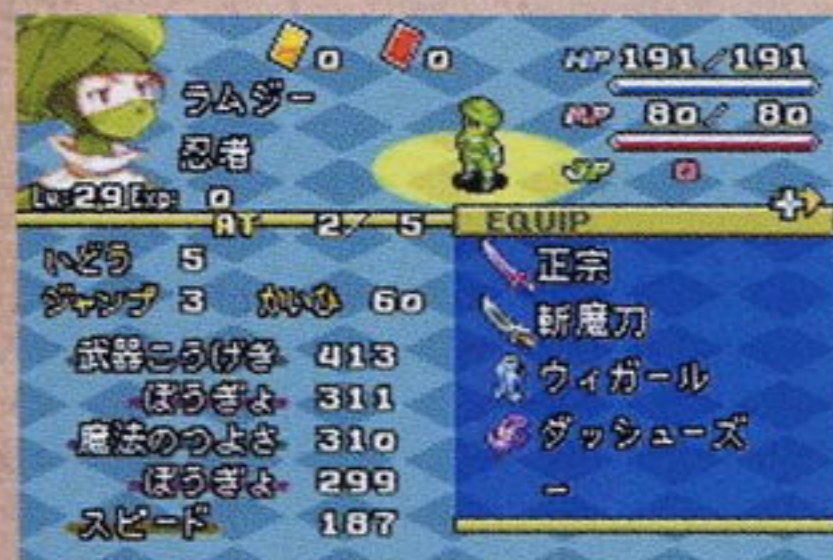 0 0
ラムジー
忍者
HP 191/191
MP 80/80
JP 0
Lv.29 Exp. 0
AT 2/5
いどう 5
ジャンプ 3 かいひ 60
武器こうげき 413
ぼうぎょ 311
魔法のつよさ 310
ぼうぎょ 299
スピード 187
EQUIP
正宗
斬魔刀
ウィガール
ダッシューズ
-